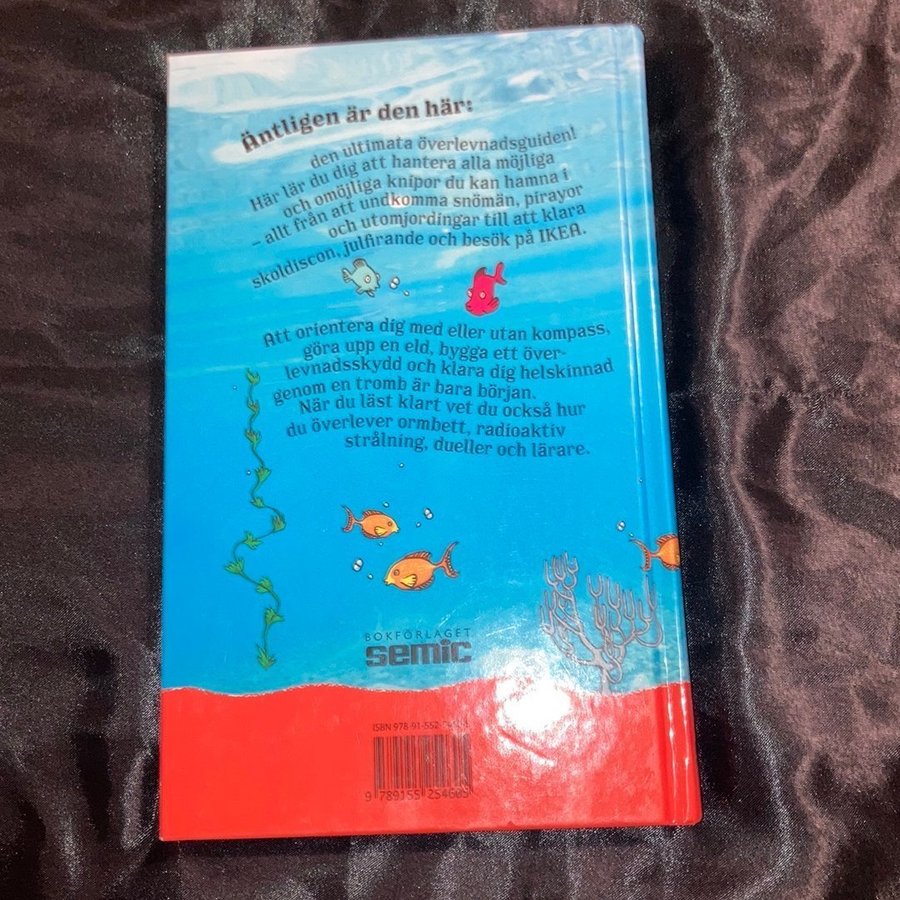 Äntligen är den här:
den ultimata överlevnadsguiden!
Här lär du dig att hantera alla möjliga
och omöjliga knipor du kan hamna i
– allt från att undkomma snömän, pirayor
och utomjordingar till att klara
skoldiscon, julfirande och besök på IKEA.
Att orientera dig med eller utan kompass,
göra upp en eld, bygga ett över-
levnadsskydd och klara dig helskinnad
genom en tromb är bara början.
När du läst klart vet du också hur
du överlever ormbett, radioaktiv
strålning, dueller och lärare.
BOKFÖRLAGET
semic
ISBN 978-91-552-
9 789155 254605